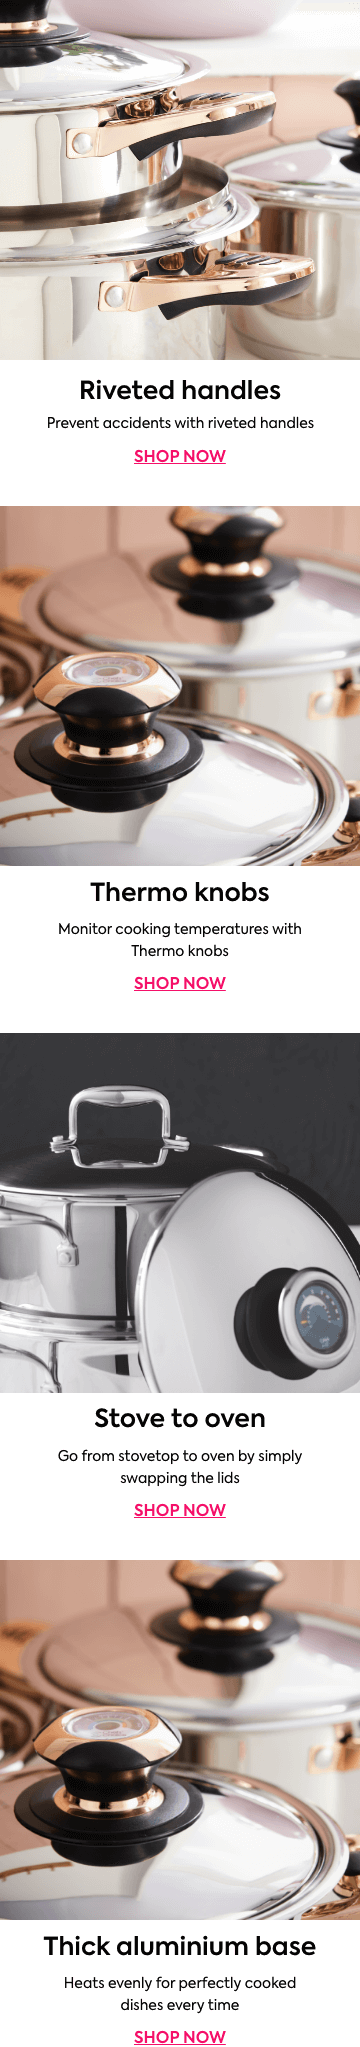 Riveted handles
Prevent accidents with riveted handles
SHOP NOW
Thermo knobs
Monitor cooking temperatures with
Thermo knobs
SHOP NOW
Stove to oven
Go from stovetop to oven by simply
swapping the lids
SHOP NOW
Thick aluminium base
Heats evenly for perfectly cooked
dishes every time
SHOP NOW